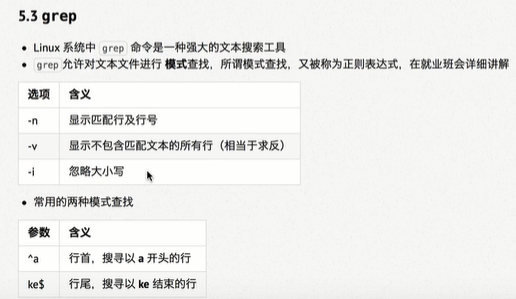 5.3 grep
Linux 系统中 grep 命令是一种强大的文本搜索工具
grep 允许对文本文件进行 模式查找，所谓模式查找，又被称为正则表达式，在就业班会详细讲解
选项 含义
-n 显示匹配行及行号
-v 显示不包含匹配文本的所有行（相当于求反）
-i 忽略大小写
常用的两种模式查找
参数 含义
^a 行首，搜寻以 a 开头的行
ke$ 行尾，搜寻以 ke 结束的行